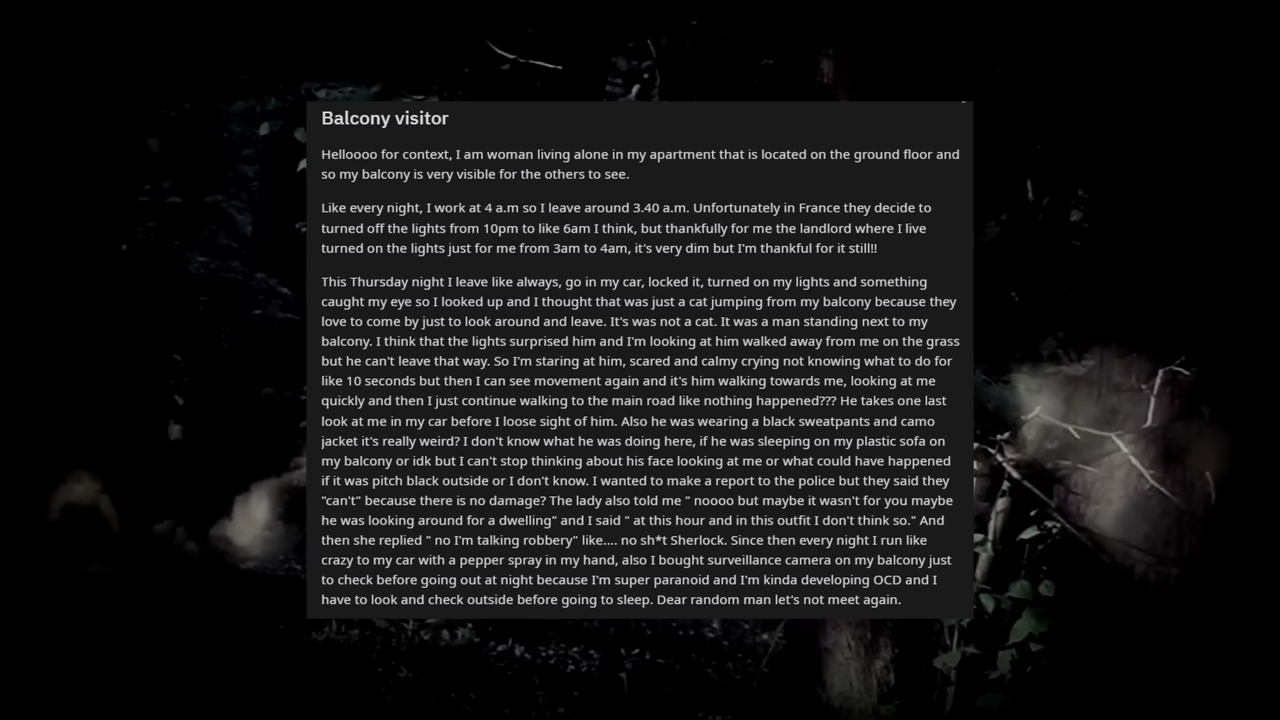 Balcony visitor
Helloooo for context, I am woman living alone in my apartment that is located on the ground floor and
so my balcony is very visible for the others to see.
Like every night, I work at 4 a.m so I leave around 3.40 a.m. Unfortunately in France they decide to
turned off the lights from 10pm to like 6am I think, but thankfully for me the landlord where I live
turned on the lights just for me from 3am to 4am, it's very dim but I'm thankful for it still!!
This Thursday night I leave like always, go in my car, locked it, turned on my lights and something
caught my eye so I looked up and I thought that was just a cat jumping from my balcony because they
love to come by just to look around and leave. It's was not a cat. It was a man standing next to my
balcony. I think that the lights surprised him and I'm looking at him walked away from me on the grass
but he can't leave that way. So I'm staring at him, scared and calmy crying not knowing what to do for
like 10 seconds but then I can see movement again and it's him walking towards me, looking at me
quickly and then I just continue walking to the main road like nothing happened??? He takes one last
look at me in my car before I loose sight of him. Also he was wearing a black sweatpants and camo
jacket it's really weird? I don't know what he was doing here, if he was sleeping on my plastic sofa on
my balcony or idk but I can't stop thinking about his face looking at me or what could have happened
if it was pitch black outside or I don't know. I wanted to make a report to the police but they said they
"can't" because there is no damage? The lady also told me " noooo but maybe it wasn't for you maybe
he was looking around for a dwelling" and I said " at this hour and in this outfit I don't think so." And
then she replied " no I'm talking robbery" like.... no sh*t Sherlock. Since then every night I run like
crazy to my car with a pepper spray in my hand, also I bought surveillance camera on my balcony just
to check before going out at night because I'm super paranoid and I'm kinda developing OCD and I
have to look and check outside before going to sleep. Dear random man let's not meet again.